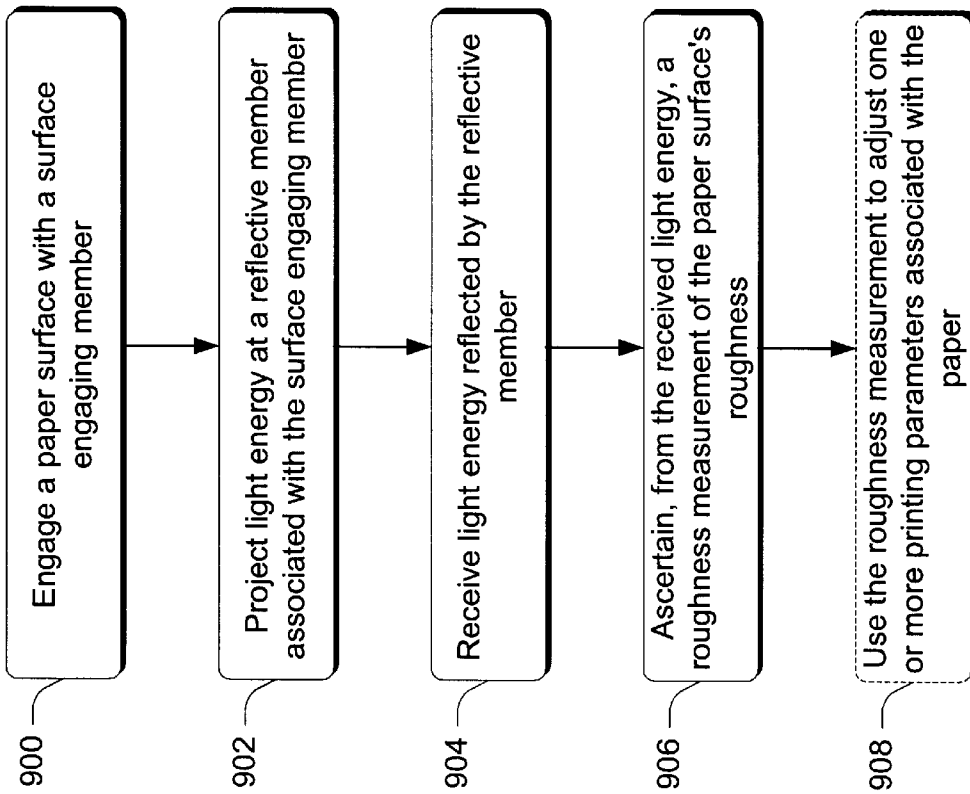 900
Engage a paper surface with a surface
engaging member
902
Project light energy at a reflective member
associated with the surface engaging member
904
Receive light energy reflected by the reflective
member
906
Ascertain, from the received light energy, a
roughness measurement of the paper surface's
roughness
908
Use the roughness measurement to adjust one
or more printing parameters associated with the
paper